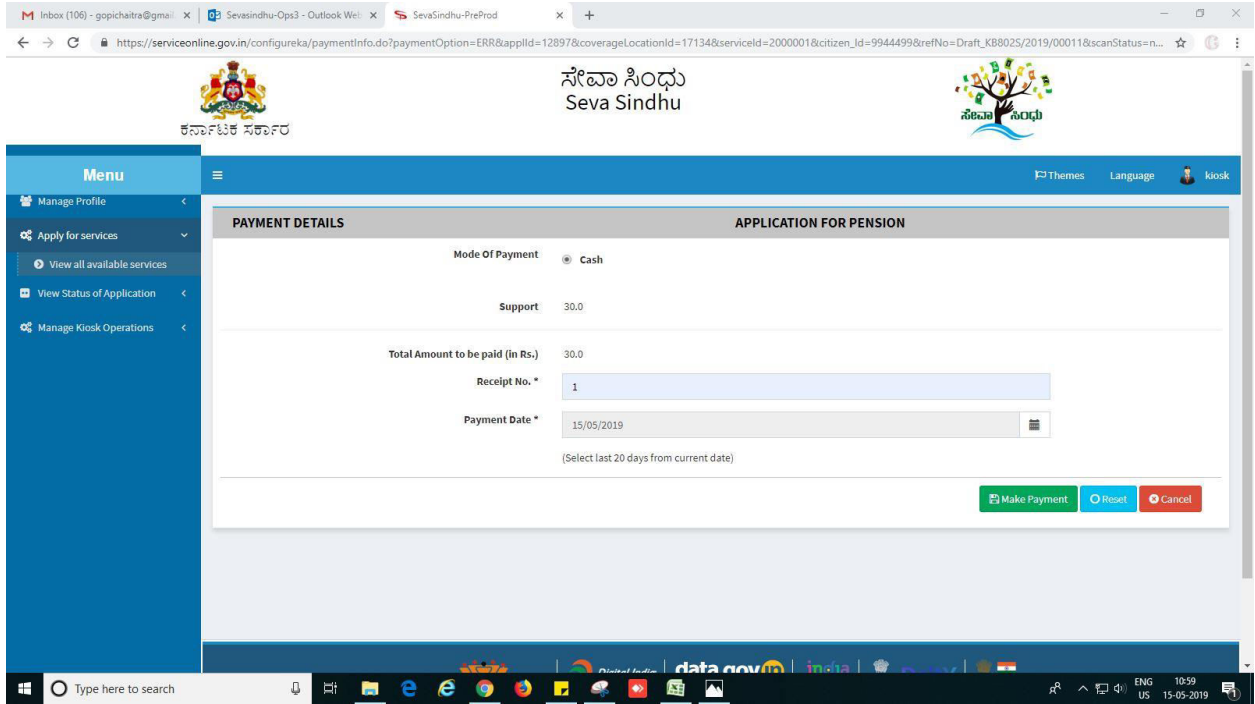 Inbox (106) - gopichaitra@gmail
Sevasindhu-Ops3 - Outlook Web
SevaSindhu-PreProd
https://serviceonline.gov.in/configureka/paymentInfo.do?paymentOption=ERR&applId=12897&coverageLocationId=17134&serviceId=2000001&citizen_Id=9944499&refNo=Draft_KB802S/2019/00011&scanStatus=n...
ಕರ್ನಾಟಕ ಸರ್ಕಾರ
ಸೇವಾ ಸಿಂಧು
Seva Sindhu
ಸೇವಾ ಸಿಂಧು
Menu
Themes Language kiosk
Manage Profile
Apply for services
View all available services
View Status of Application
Manage Kiosk Operations
PAYMENT DETAILS APPLICATION FOR PENSION
Mode Of Payment Cash
Support 30.0
Total Amount to be paid (in Rs.) 30.0
Receipt No. * 1
Payment Date * 15/05/2019
(Select last 20 days from current date)
Make Payment Reset Cancel
Digital India data.gov.in india
Type here to search
ENG 10:59
US 15-05-2019